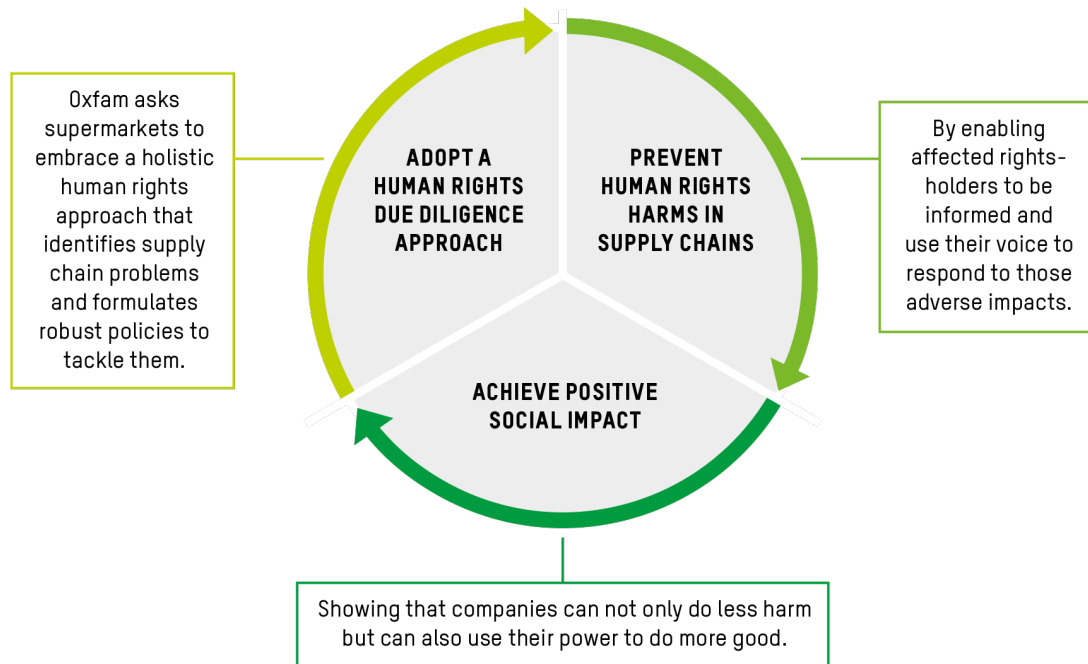 Oxfam asks
supermarkets to
embrace a holistic
human rights
approach that
identifies supply
chain problems
and formulates
robust policies to
tackle them.
ADOPT A
HUMAN RIGHTS
DUE DILIGENCE
APPROACH
PREVENT
HUMAN RIGHTS
HARMS IN
SUPPLY CHAINS
By enabling
affected rights-
holders to be
informed and
use their voice to
respond to those
adverse impacts.
ACHIEVE POSITIVE
SOCIAL IMPACT
Showing that companies can not only do less harm
but can also use their power to do more good.